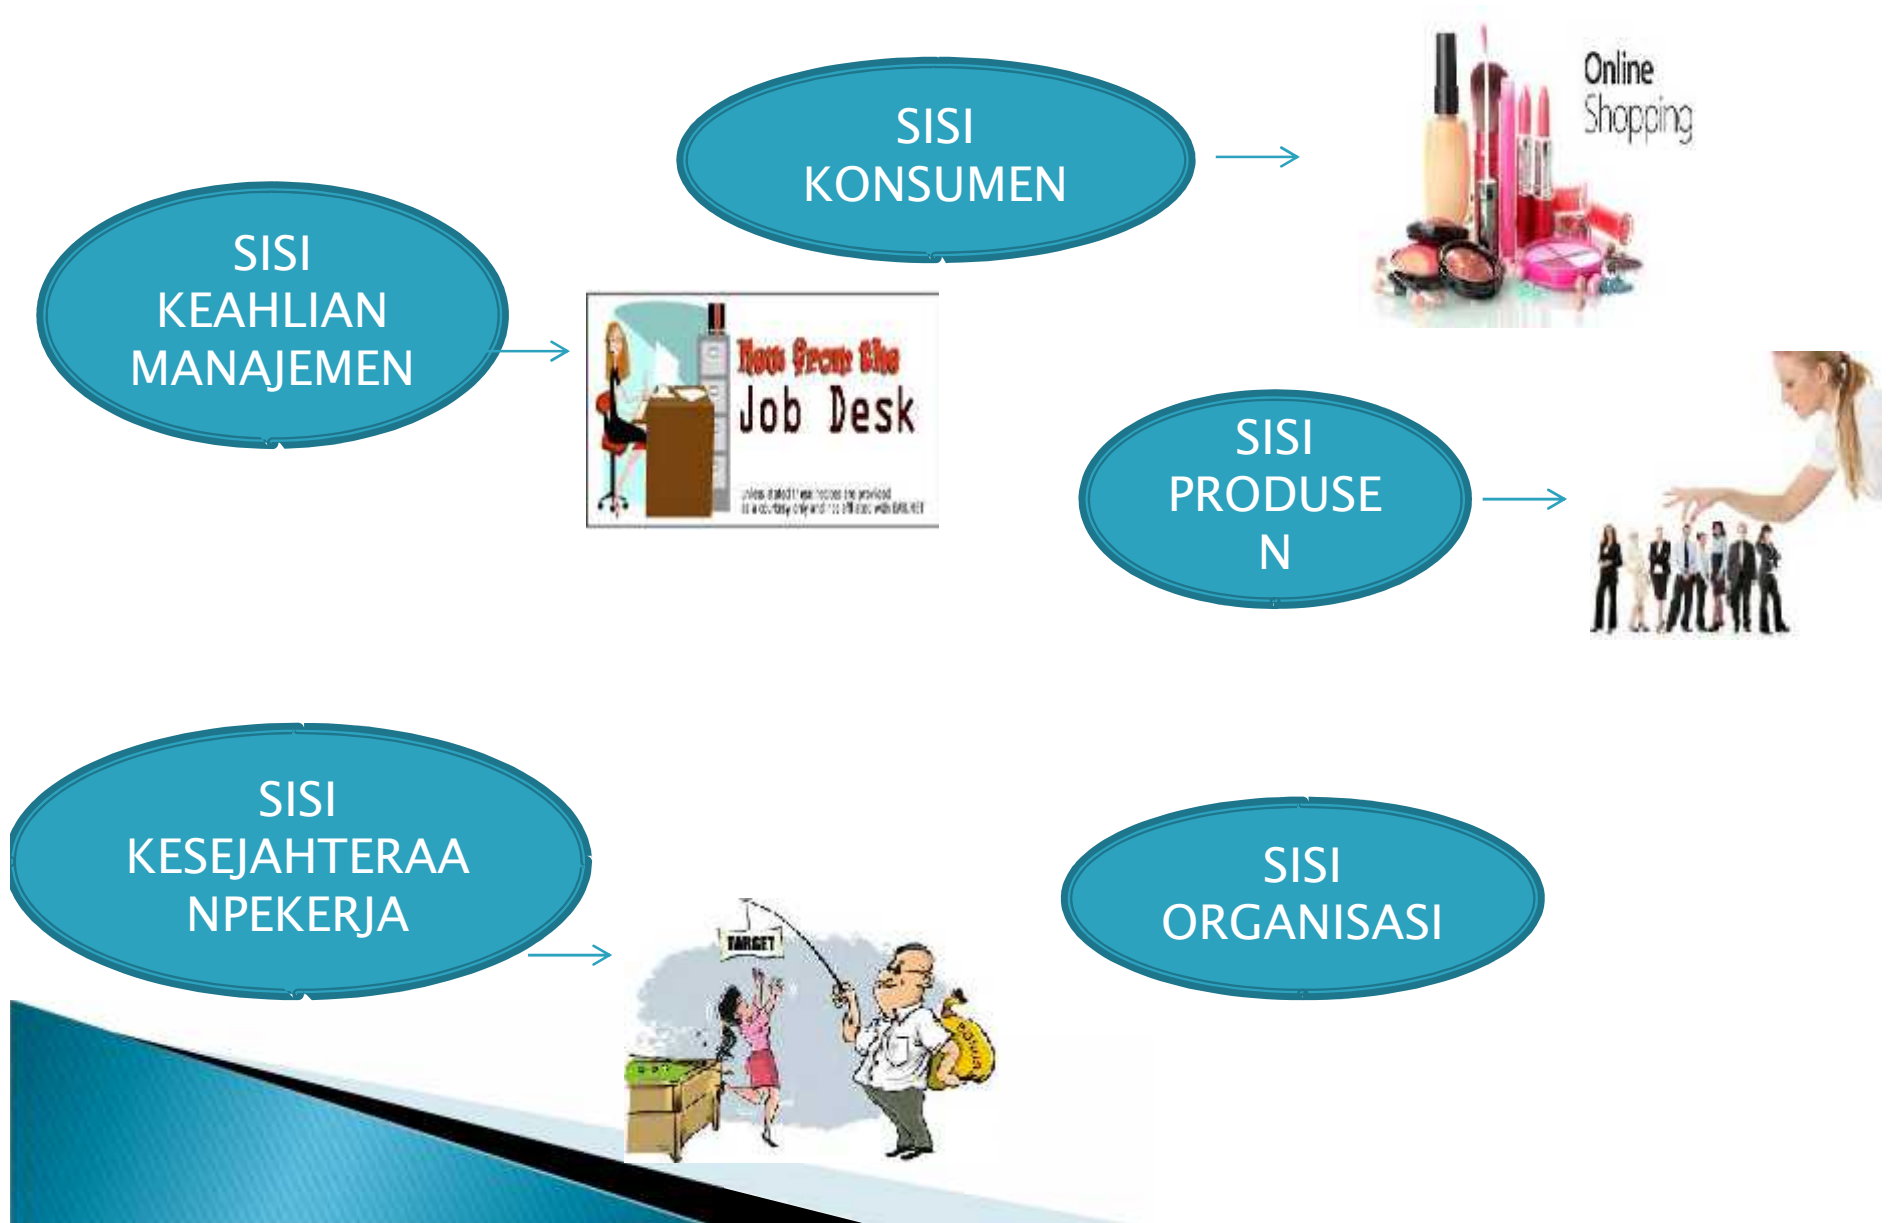 SISI
KONSUMEN
Online
Shopping
SISI
KEAHLIAN
MANAJEMEN
from the
Job Desk
SISI
PRODUSE
N
SISI
KESEJAHTERAA
NPEKERJA
TARGET
SISI
ORGANISASI